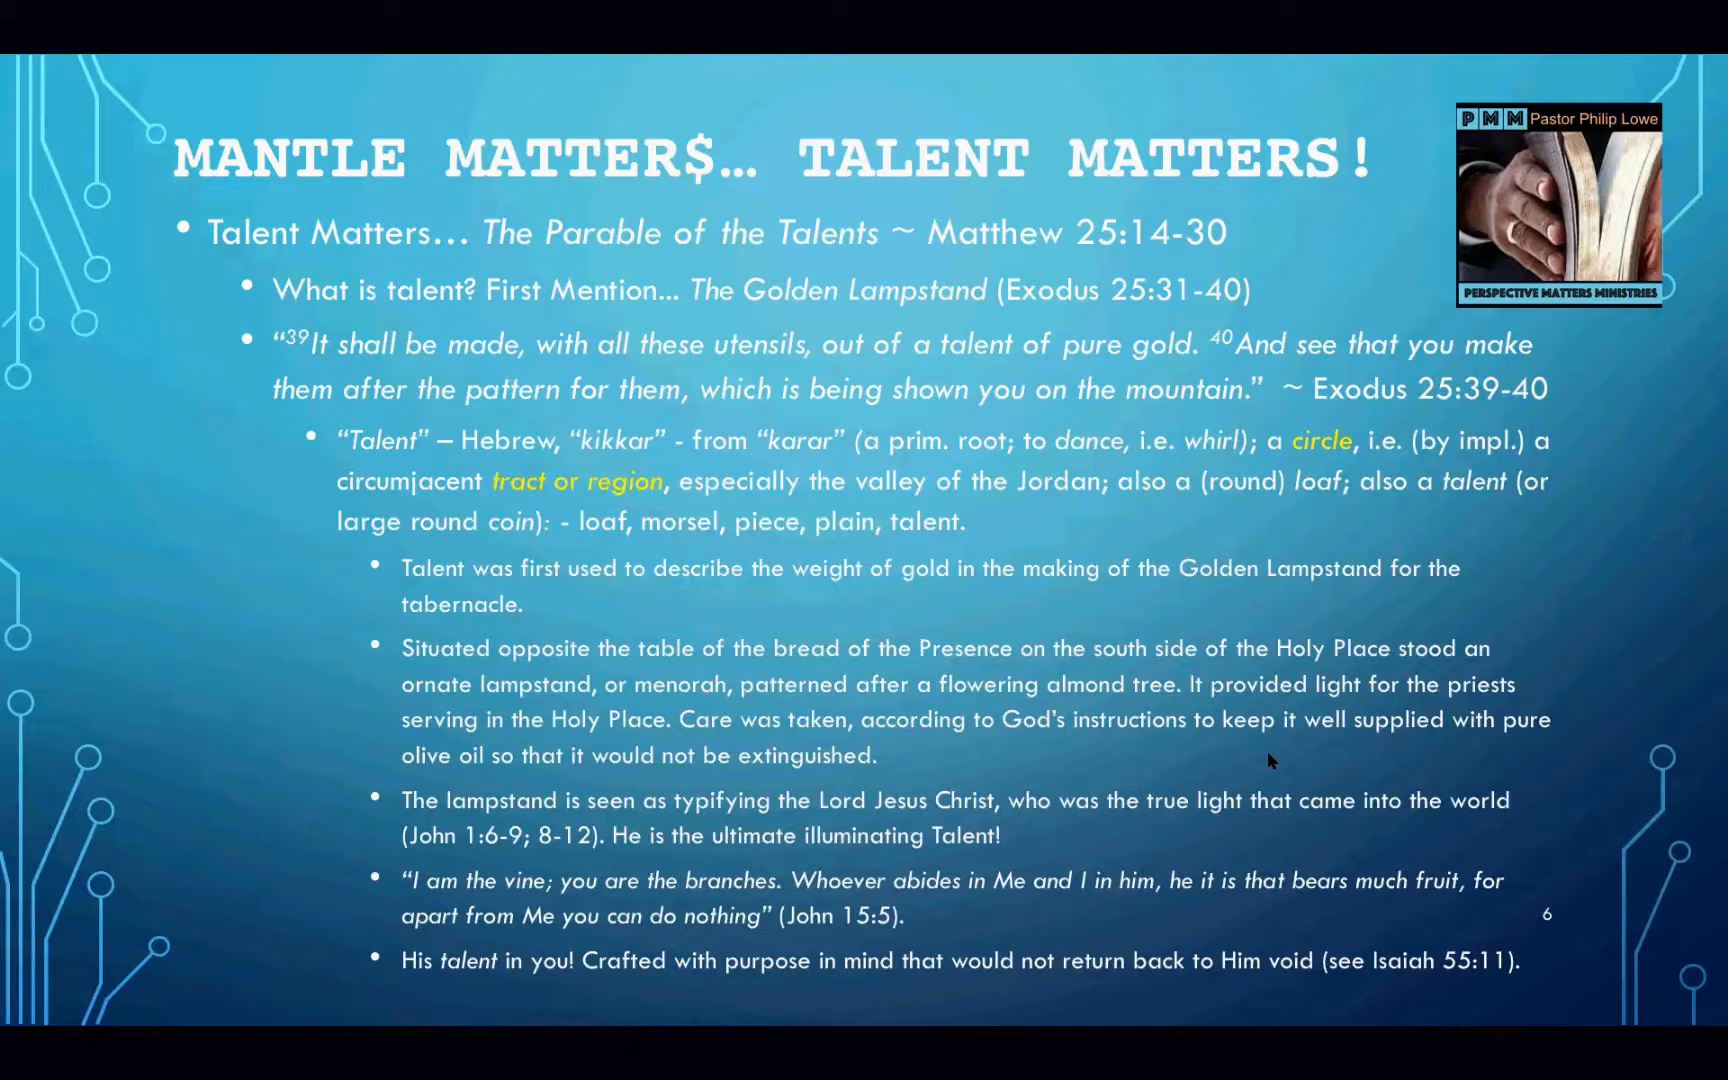 PMM Pastor Philip Lowe
MANTLE MATTER$... TALENT MATTERS!
PERSPECTIVE MATTERS MINISTRIES
• Talent Matters… The Parable of the Talents ~ Matthew 25:14-30
• What is talent? First Mention... The Golden Lampstand (Exodus 25:31-40)
• “39It shall be made, with all these utensils, out of a talent of pure gold. 40And see that you make
them after the pattern for them, which is being shown you on the mountain.” ~ Exodus 25:39-40
• “Talent” – Hebrew, “kikkar” - from “karar” (a prim. root; to dance, i.e. whirl); a circle, i.e. (by impl.) a
circumjacent tract or region, especially the valley of the Jordan; also a (round) loaf; also a talent (or
large round coin): - loaf, morsel, piece, plain, talent.
• Talent was first used to describe the weight of gold in the making of the Golden Lampstand for the
tabernacle.
• Situated opposite the table of the bread of the Presence on the south side of the Holy Place stood an
ornate lampstand, or menorah, patterned after a flowering almond tree. It provided light for the priests
serving in the Holy Place. Care was taken, according to God’s instructions to keep it well supplied with pure
olive oil so that it would not be extinguished.
• The lampstand is seen as typifying the Lord Jesus Christ, who was the true light that came into the world
(John 1:6-9; 8-12). He is the ultimate illuminating Talent!
• “I am the vine; you are the branches. Whoever abides in Me and I in him, he it is that bears much fruit, for
apart from Me you can do nothing” (John 15:5).
6
• His talent in you! Crafted with purpose in mind that would not return back to Him void (see Isaiah 55:11).